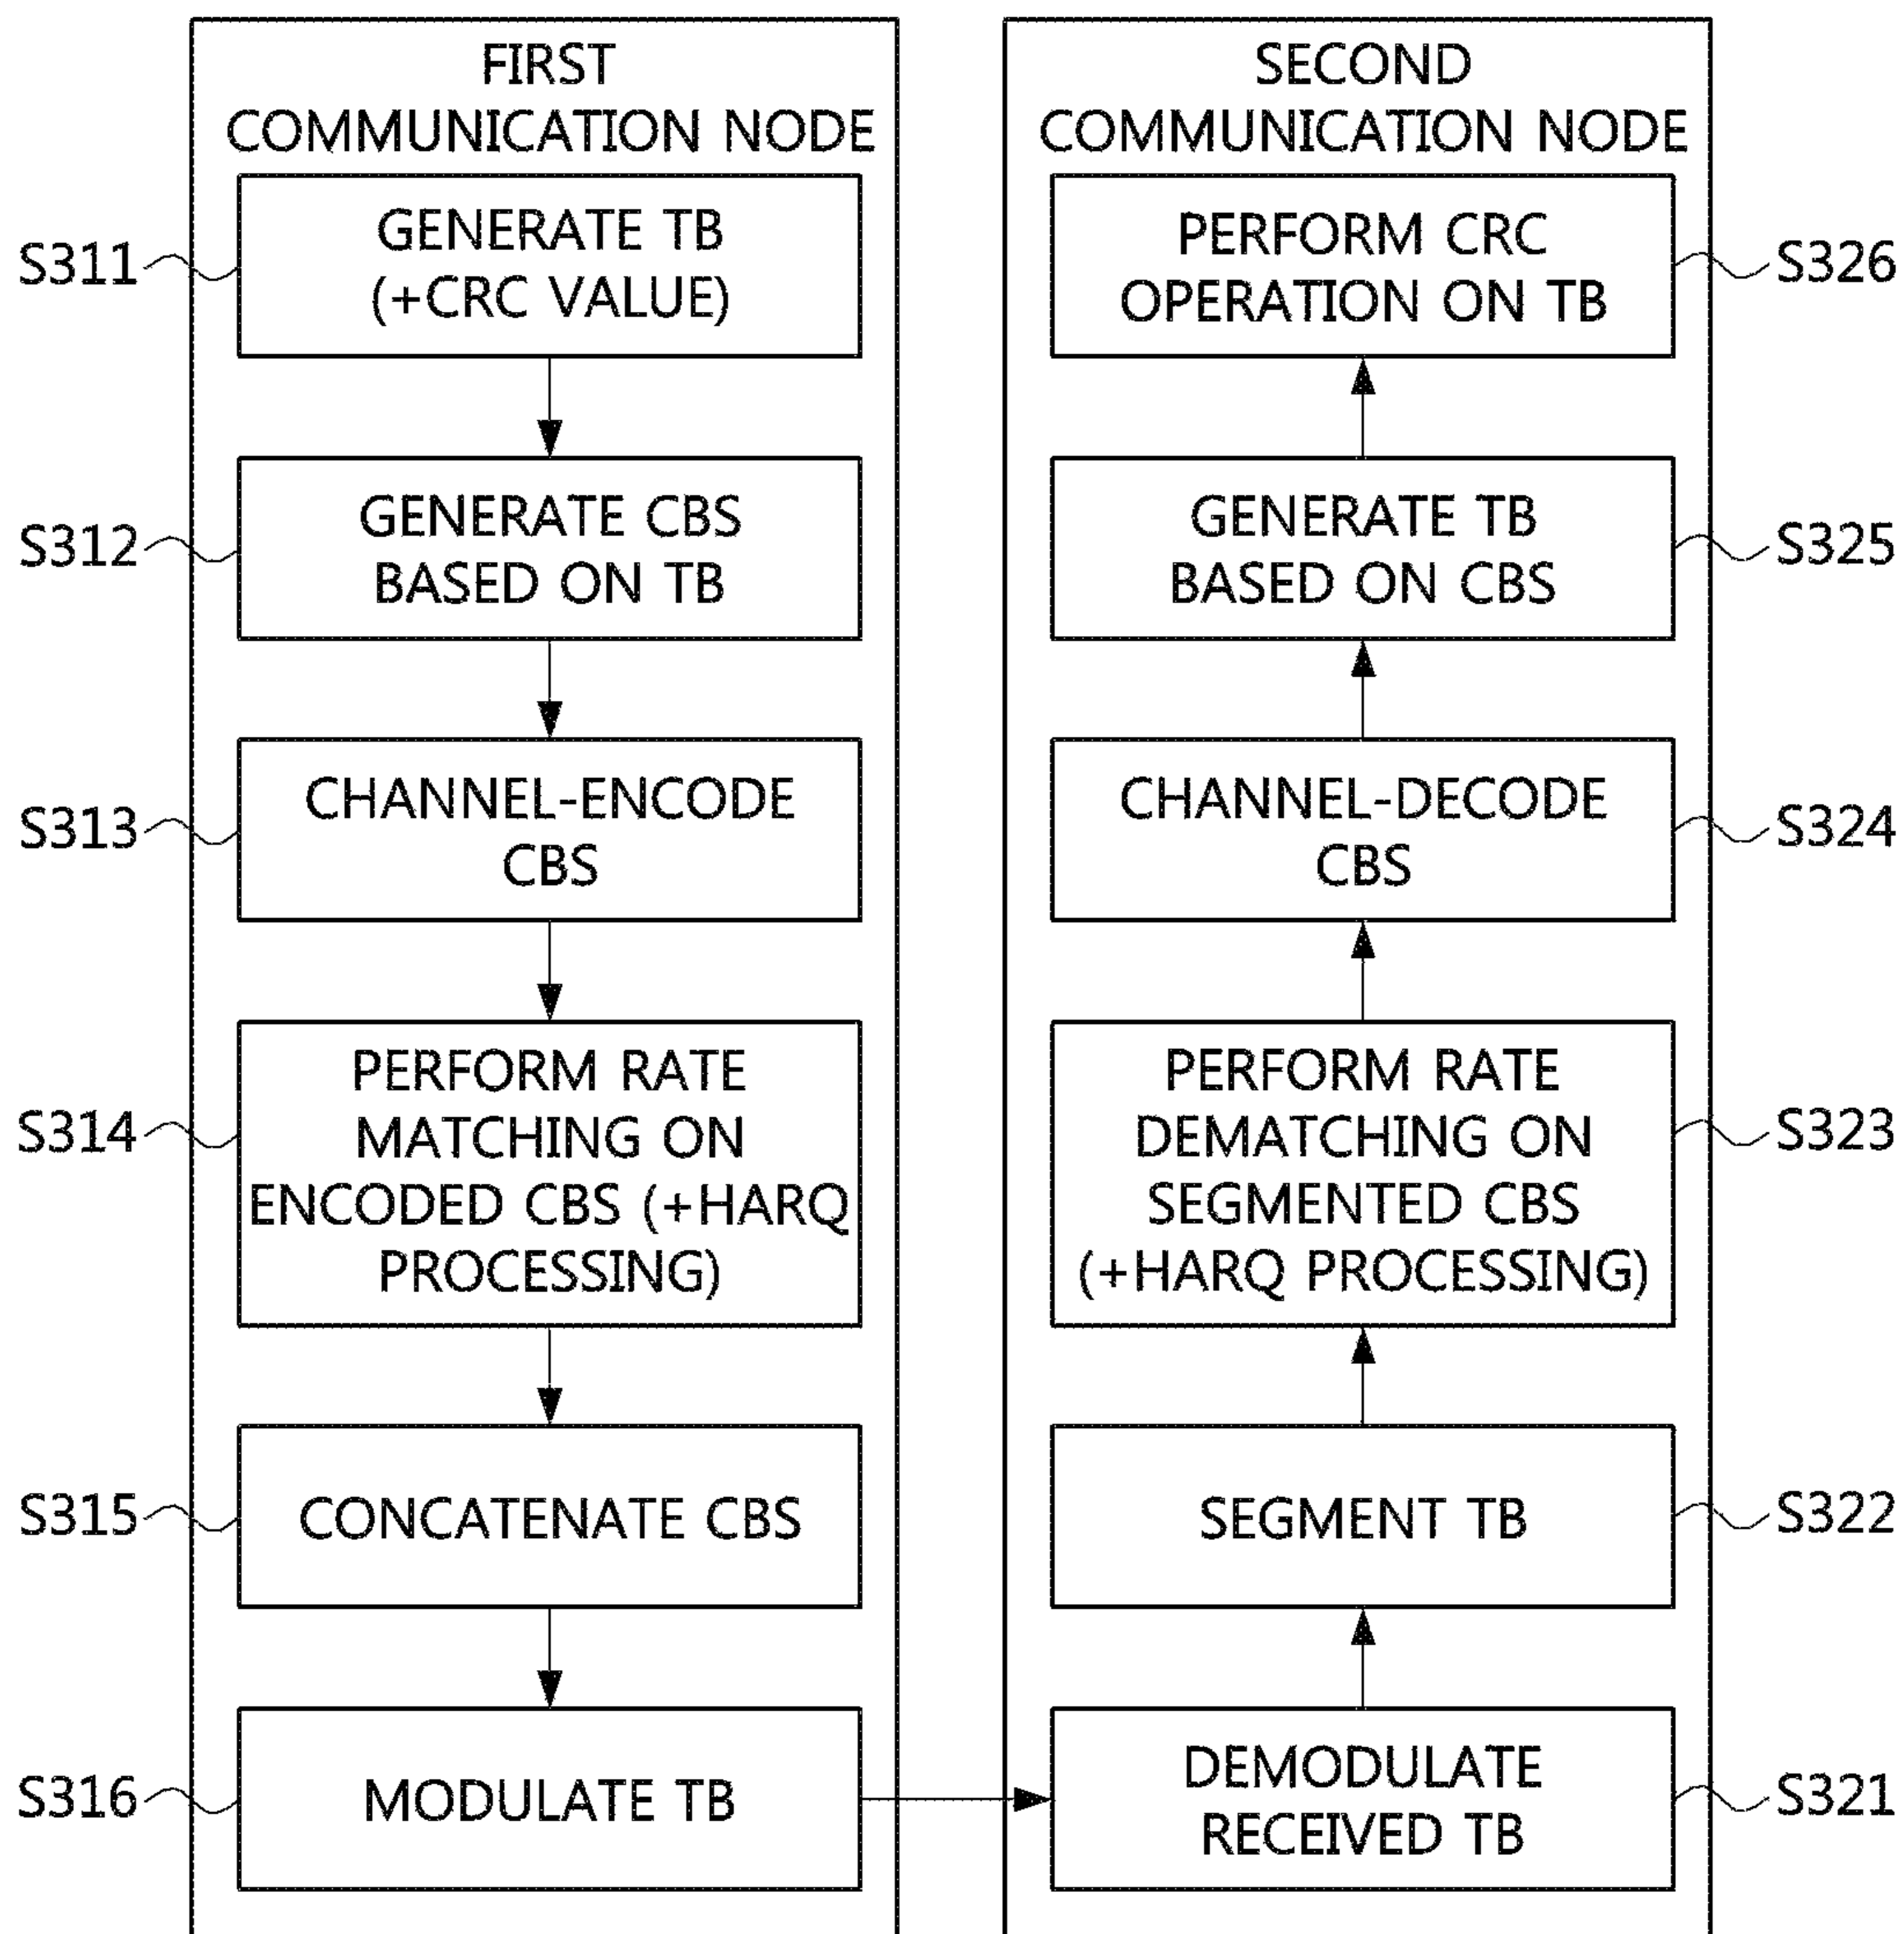 FIRST
COMMUNICATION NODE
S311
GENERATE TB
(+CRC VALUE)
S312
GENERATE CBS
BASED ON TB
S313
CHANNEL-ENCODE
CBS
S314
PERFORM RATE
MATCHING ON
ENCODED CBS (+HARQ
PROCESSING)
S315
CONCATENATE CBS
S316
MODULATE TB
SECOND
COMMUNICATION NODE
PERFORM CRC
OPERATION ON TB
S326
GENERATE TB
BASED ON CBS
S325
CHANNEL-DECODE
CBS
S324
PERFORM RATE
DEMATCHING ON
SEGMENTED CBS
(+HARQ PROCESSING)
S323
SEGMENT TB
S322
DEMODULATE
RECEIVED TB
S321